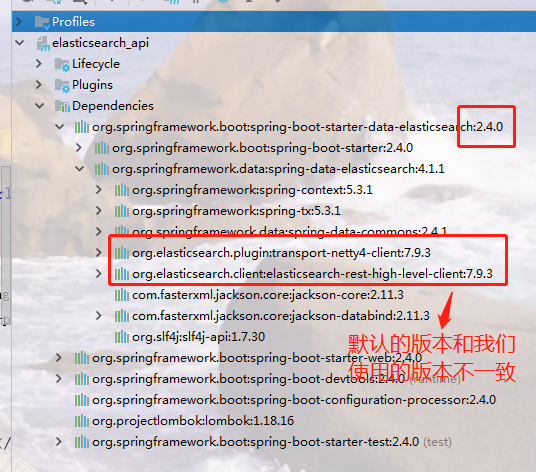 Profiles
elasticsearch_api
Lifecycle
Plugins
Dependencies
org.springframework.boot:spring-boot-starter-data-elasticsearch:2.4.0
org.springframework.boot:spring-boot-starter:2.4.0
org.springframework.data:spring-data-elasticsearch:4.1.1
org.springframework:spring-context:5.3.1
org.springframework:spring-tx:5.3.1
org.springframework.data:spring-data-commons:2.4.1
org.elasticsearch.plugin:transport-netty4-client:7.9.3
org.elasticsearch.client:elasticsearch-rest-high-level-client:7.9.3
com.fasterxml.jackson.core:jackson-core:2.11.3
com.fasterxml.jackson.core:jackson-databind:2.11.3
org.slf4j:slf4j-api:1.7.30
默认的版本和我们
使用的版本不一致
org.springframework.boot:spring-boot-starter-web:2.4.0
org.springframework.boot:spring-boot-devtools:2.4.0 (runtime)
org.springframework.boot:spring-boot-configuration-processor:2.4.0
org.projectlombok:lombok:1.18.16
org.springframework.boot:spring-boot-starter-test:2.4.0 (test)